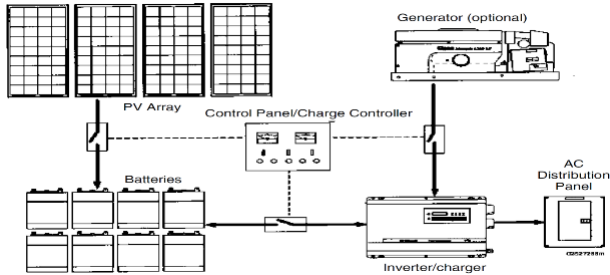 Generator (optional)
PV Array
Control Panel/Charge Controller
Batteries
AC
Distribution
Panel
Inverter/charger